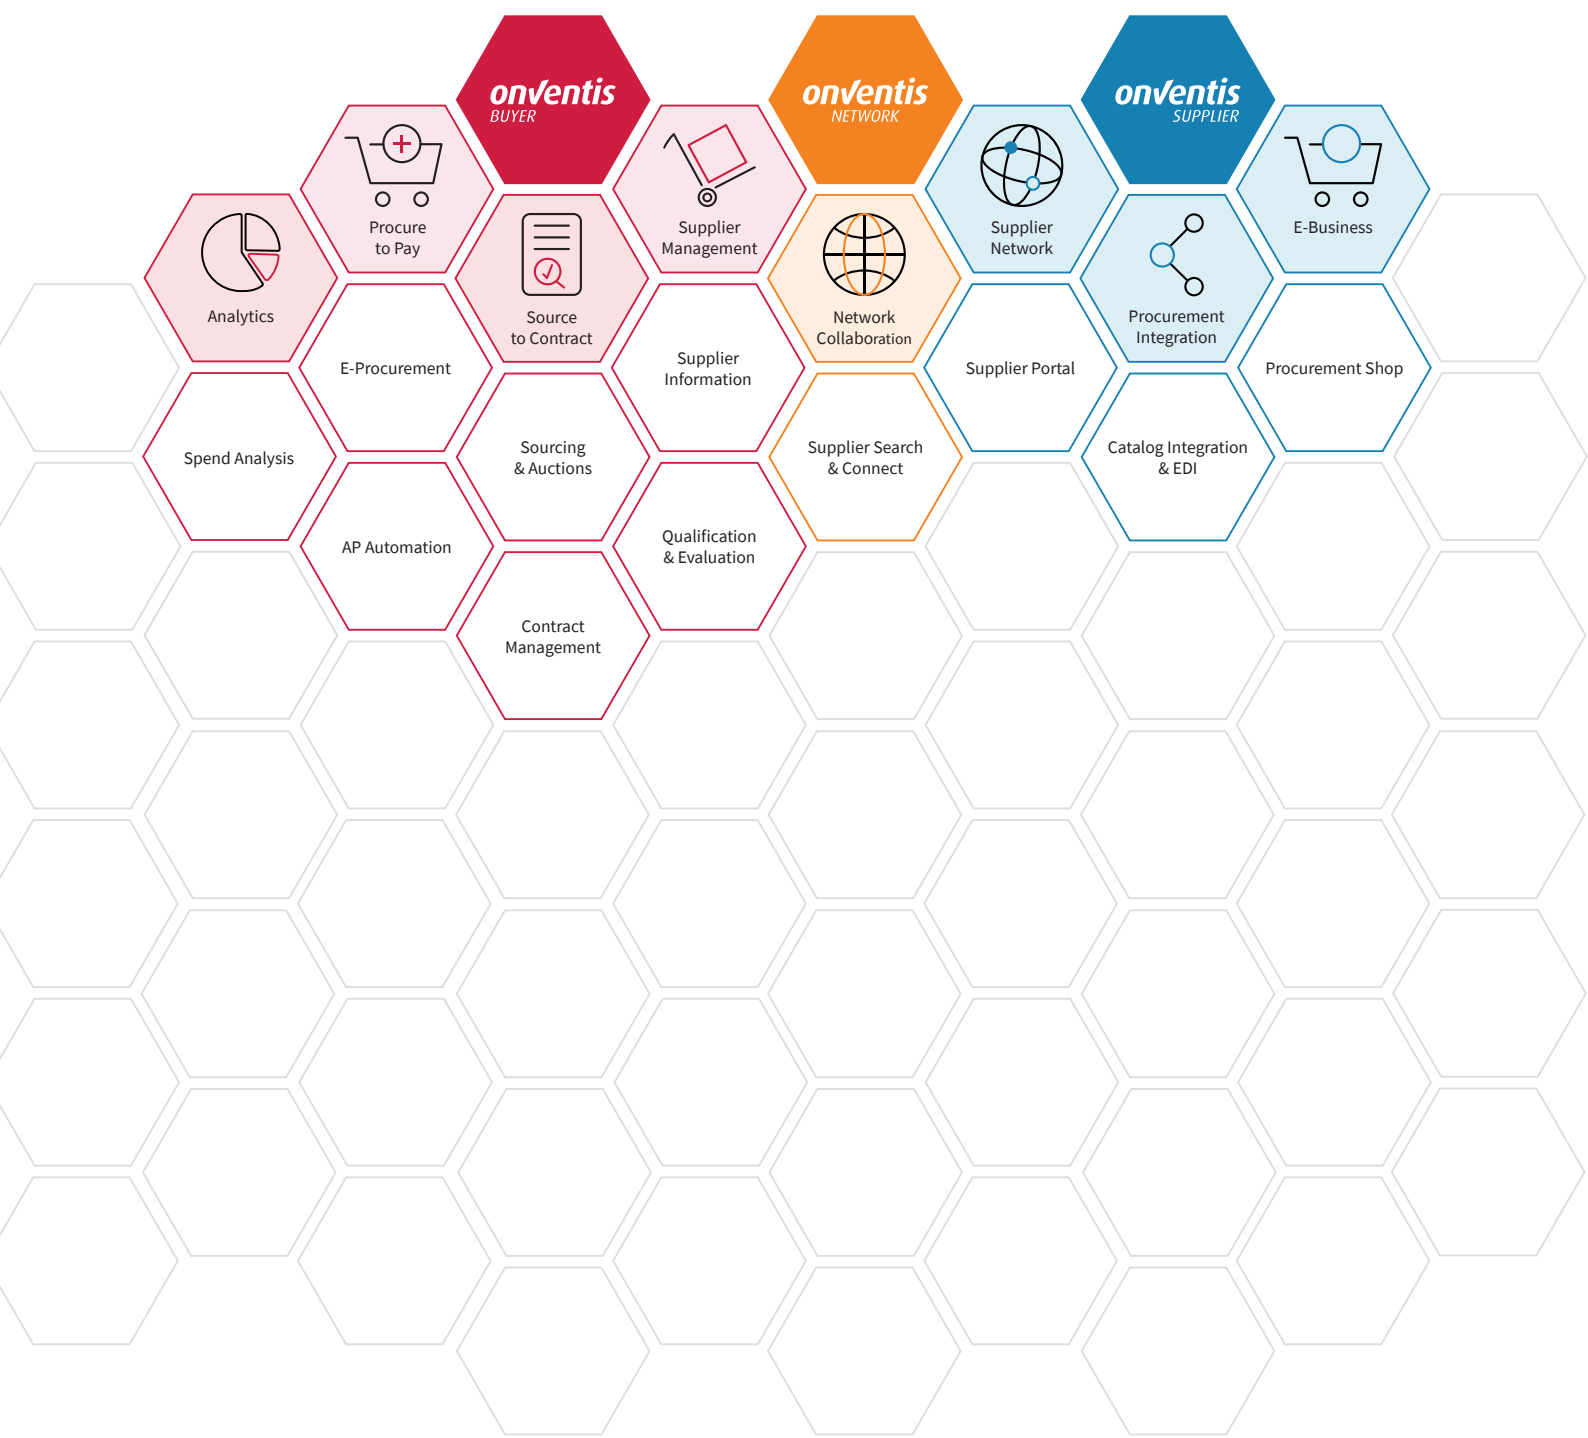 onventis
BUYER
onventis
NETWORK
onventis
SUPPLIER
Procure
to Pay
Supplier
Management
Supplier
Network
E-Business
Analytics
Source
to Contract
Network
Collaboration
Procurement
Integration
E-Procurement
Supplier
Information
Supplier Portal
Procurement Shop
Spend Analysis
Sourcing
& Auctions
Supplier Search
& Connect
Catalog Integration
& EDI
AP Automation
Qualification
& Evaluation
Contract
Management